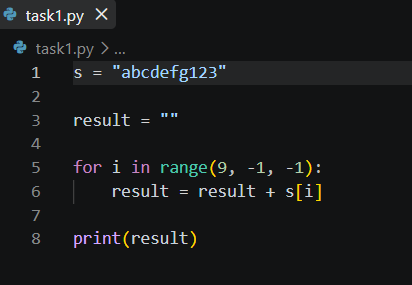 task1.py ×
task1.py > ...
1 s = "abcdefg123"
2
3 result = ""
4
5 for i in range(9, -1, -1):
6     result = result + s[i]
7
8 print(result)